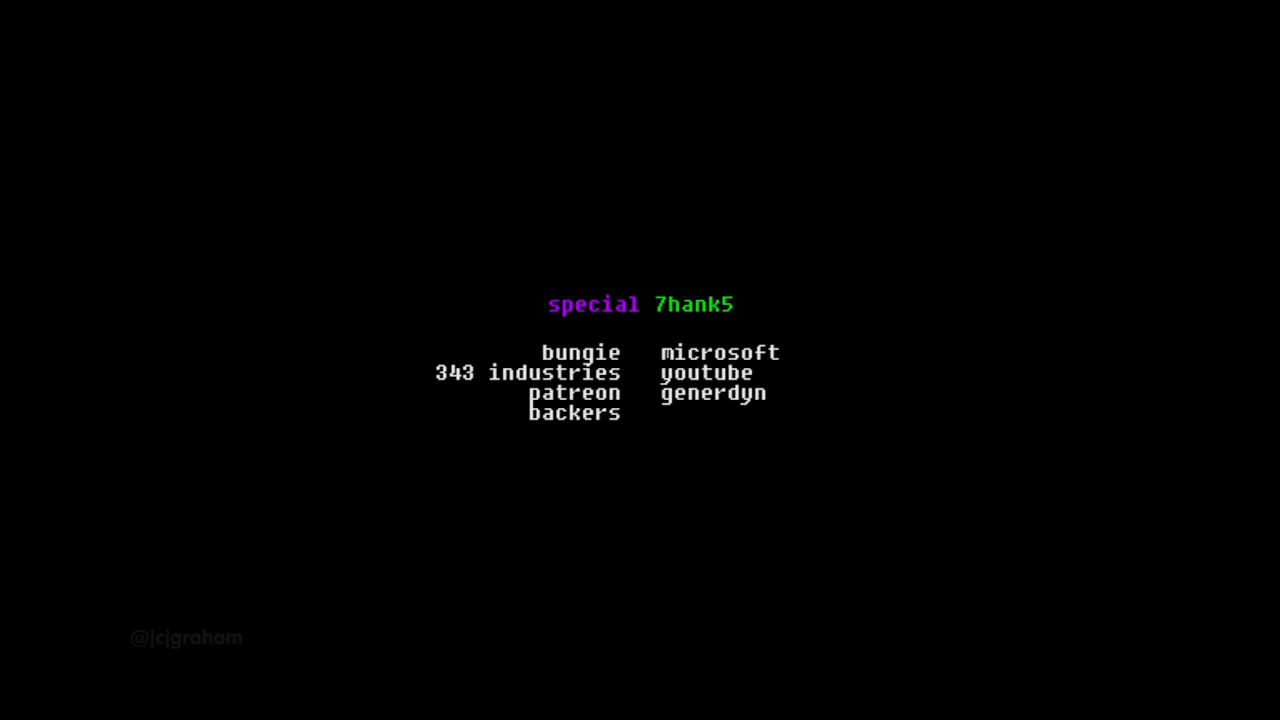 special 7hank5
bungie microsoft
343 industries youtube
patreon generdyn
backers
@jcjgraham